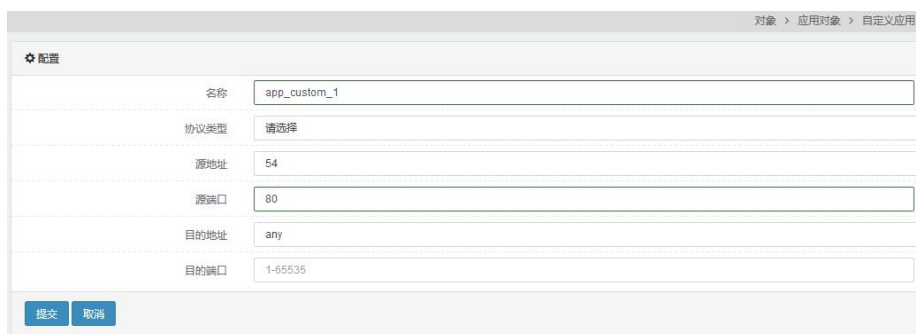 对象 > 应用对象 > 自定义应用
配置
名称 app_custom_1
协议类型 请选择
源地址 54
源端口 80
目的地址 any
目的端口 1-65535
提交 取消